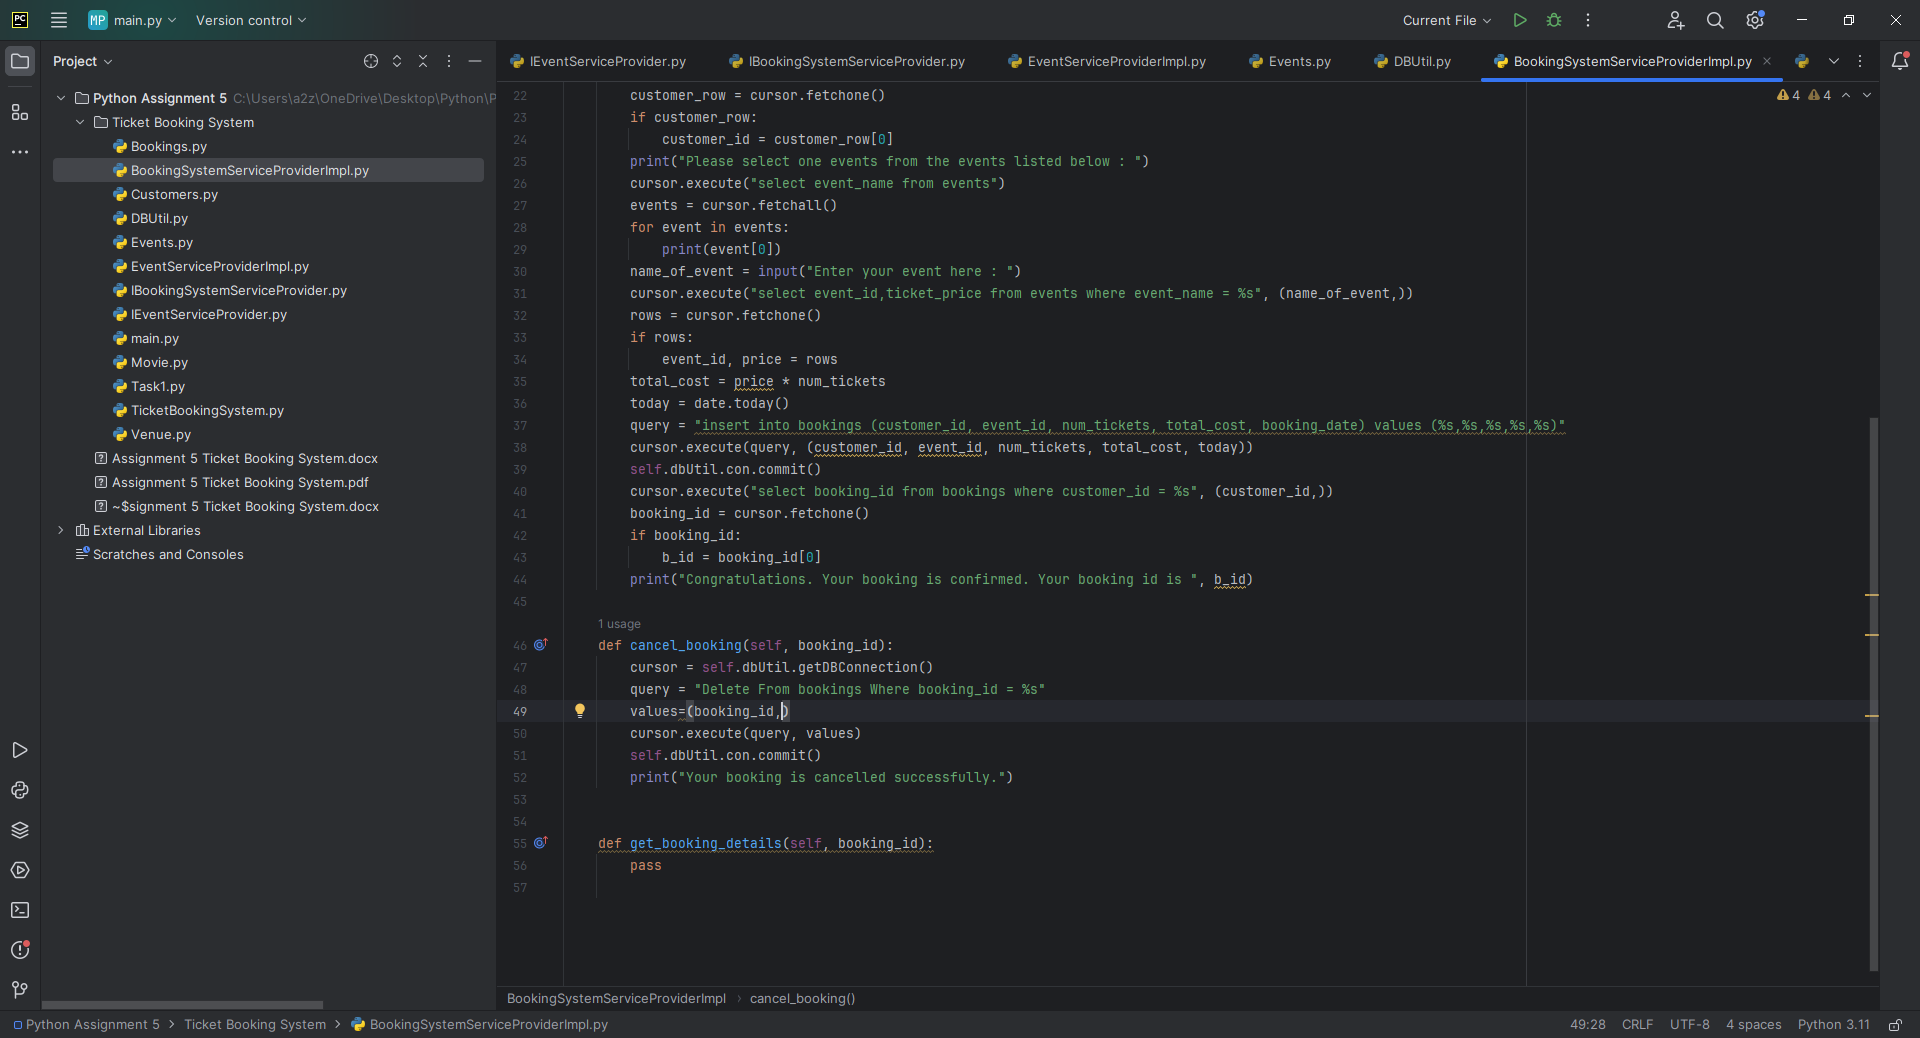 PC MP main.py Version control Current File
Project
IEventServiceProvider.py IBookingSystemServiceProvider.py EventServiceProviderImpl.py Events.py DBUtil.py BookingSystemServiceProviderImpl.py
Python Assignment 5 C:\Users\a2z\OneDrive\Desktop\Python\P
Ticket Booking System
Bookings.py
BookingSystemServiceProviderImpl.py
Customers.py
DBUtil.py
Events.py
EventServiceProviderImpl.py
IBookingSystemServiceProvider.py
IEventServiceProvider.py
main.py
Movie.py
Task1.py
TicketBookingSystem.py
Venue.py
Assignment 5 Ticket Booking System.docx
Assignment 5 Ticket Booking System.pdf
~$signment 5 Ticket Booking System.docx
External Libraries
Scratches and Consoles
4 4
22 customer_row = cursor.fetchone()
23 if customer_row:
24 customer_id = customer_row[0]
25 print("Please select one events from the events listed below : ")
26 cursor.execute("select event_name from events")
27 events = cursor.fetchall()
28 for event in events:
29 print(event[0])
30 name_of_event = input("Enter your event here : ")
31 cursor.execute("select event_id,ticket_price from events where event_name = %s", (name_of_event,))
32 rows = cursor.fetchone()
33 if rows:
34 event_id, price = rows
35 total_cost = price * num_tickets
36 today = date.today()
37 query = "insert into bookings (customer_id, event_id, num_tickets, total_cost, booking_date) values (%s,%s,%s,%s,%s)"
38 cursor.execute(query, (customer_id, event_id, num_tickets, total_cost, today))
39 self.dbUtil.con.commit()
40 cursor.execute("select booking_id from bookings where customer_id = %s", (customer_id,))
41 booking_id = cursor.fetchone()
42 if booking_id:
43 b_id = booking_id[0]
44 print("Congratulations. Your booking is confirmed. Your booking id is ", b_id)
45
1 usage
46 def cancel_booking(self, booking_id):
47 cursor = self.dbUtil.getDBConnection()
48 query = "Delete From bookings Where booking_id = %s"
49 values=(booking_id,)
50 cursor.execute(query, values)
51 self.dbUtil.con.commit()
52 print("Your booking is cancelled successfully.")
53
54
55 def get_booking_details(self, booking_id):
56 pass
57
BookingSystemServiceProviderImpl › cancel_booking()
Python Assignment 5 > Ticket Booking System > BookingSystemServiceProviderImpl.py 49:28 CRLF UTF-8 4 spaces Python 3.11